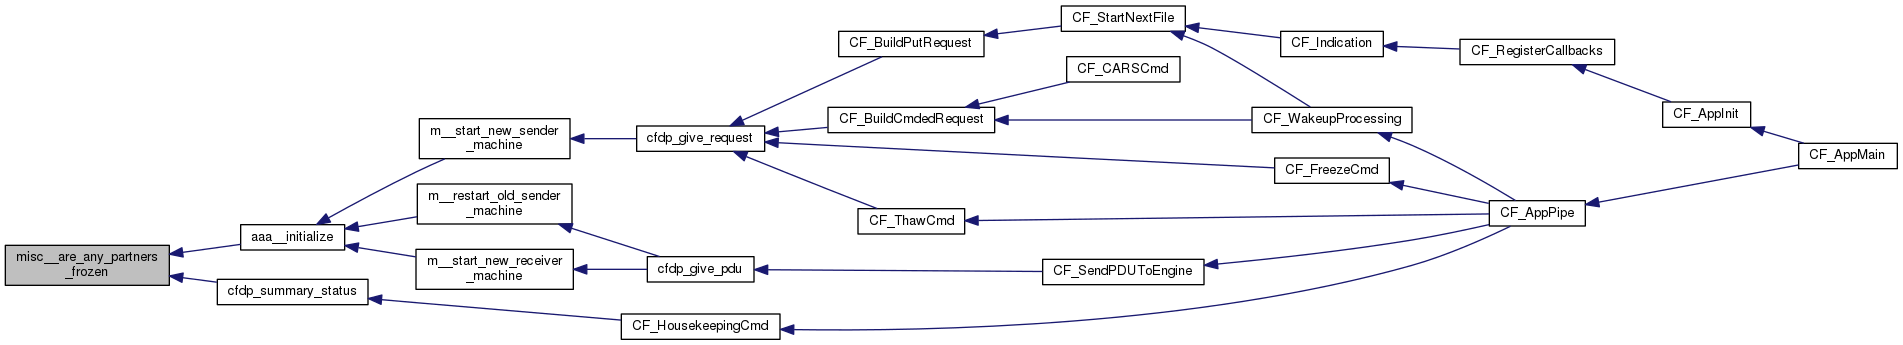 misc__are_any_partners
_frozen
aaa__initialize
cfdp_summary_status
m__start_new_sender
_machine
m__restart_old_sender
_machine
m__start_new_receiver
_machine
cfdp_give_request
cfdp_give_pdu
CF_HousekeepingCmd
CF_BuildPutRequest
CF_BuildCmdedRequest
CF_ThawCmd
CF_StartNextFile
CF_CARSCmd
CF_SendPDUToEngine
CF_Indication
CF_WakeupProcessing
CF_FreezeCmd
CF_RegisterCallbacks
CF_AppPipe
CF_AppInit
CF_AppMain